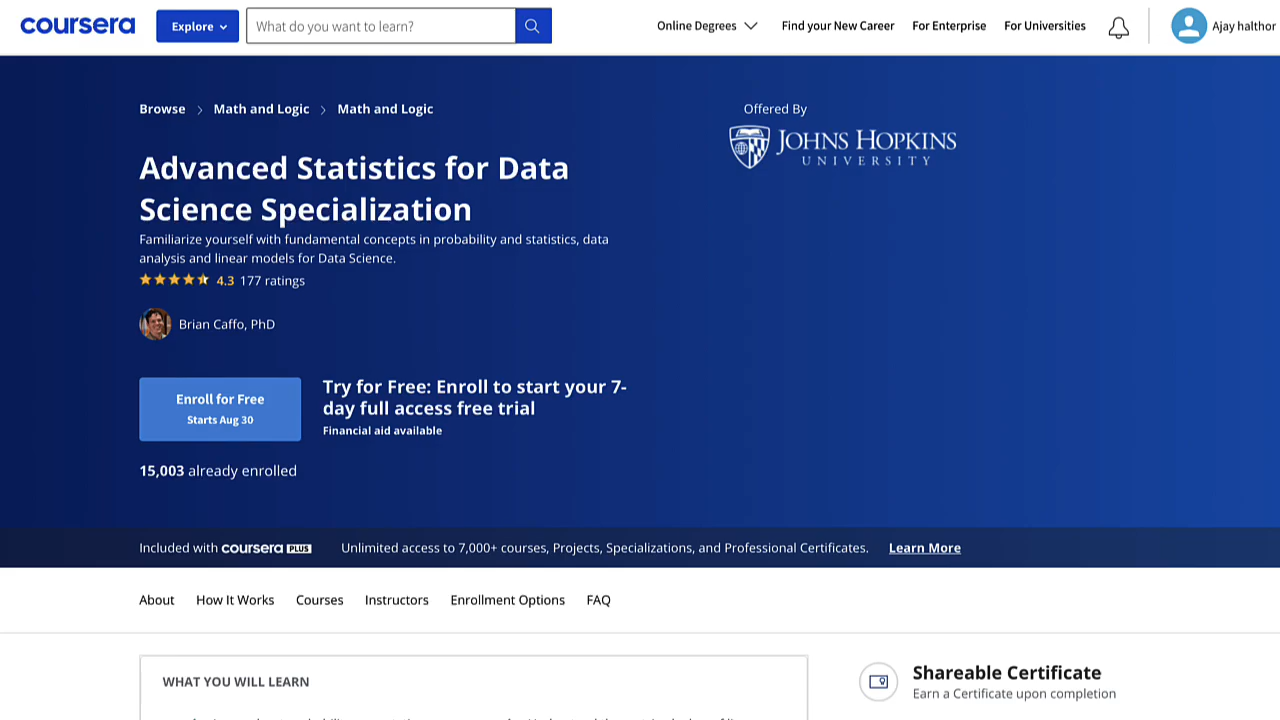 coursera
Explore
What do you want to learn?
Online Degrees
Find your New Career
For Enterprise
For Universities
Ajay halthor
Browse > Math and Logic > Math and Logic
Offered By
JOHNS HOPKINS
UNIVERSITY
Advanced Statistics for Data
Science Specialization
Familiarize yourself with fundamental concepts in probability and statistics, data
analysis and linear models for Data Science.
4.3 177 ratings
Brian Caffo, PhD
Enroll for Free
Starts Aug 30
Try for Free: Enroll to start your 7-
day full access free trial
Financial aid available
15,003 already enrolled
Included with coursera PLUS
Unlimited access to 7,000+ courses, Projects, Specializations, and Professional Certificates.
Learn More
About
How It Works
Courses
Instructors
Enrollment Options
FAQ
WHAT YOU WILL LEARN
Shareable Certificate
Earn a Certificate upon completion